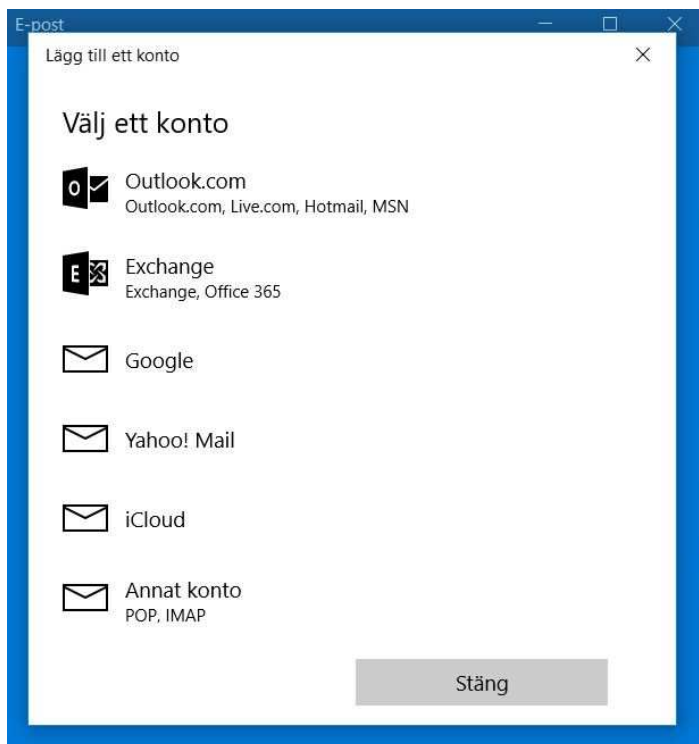 E-post
Lägg till ett konto
Välj ett konto
Outlook.com
Outlook.com, Live.com, Hotmail, MSN
Exchange
Exchange, Office 365
Google
Yahoo! Mail
iCloud
Annat konto
POP, IMAP
Stäng